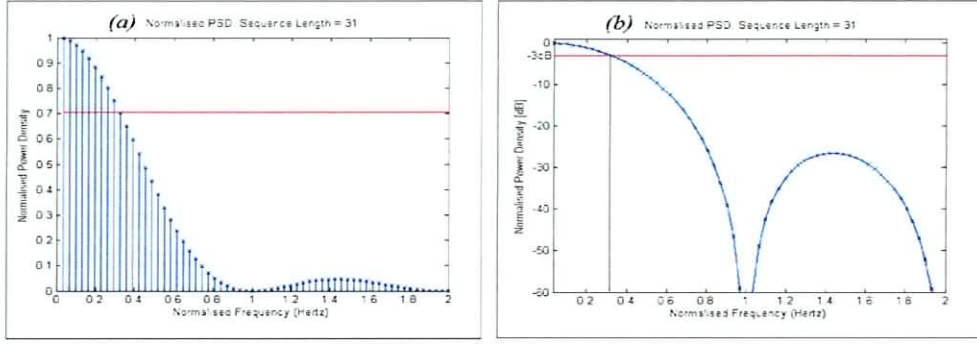 (a) Normalised PSD. Sequence Length = 31
1
0.9
0.8
0.7
0.6
0.5
0.4
0.3
0.2
0.1
0
Normalised Power Density
0 0.2 0.4 0.6 0.8 1 1.2 1.4 1.6 1.8 2
Normalised Frequency (Hertz)
(b) Normalised PSD. Sequence Length = 31
0
-3dB
-10
-20
-30
-40
-50
-60
Normalised Power Density [dB]
0.2 0.4 0.6 0.8 1 1.2 1.4 1.6 1.8 2
Normalised Frequency (Hertz)